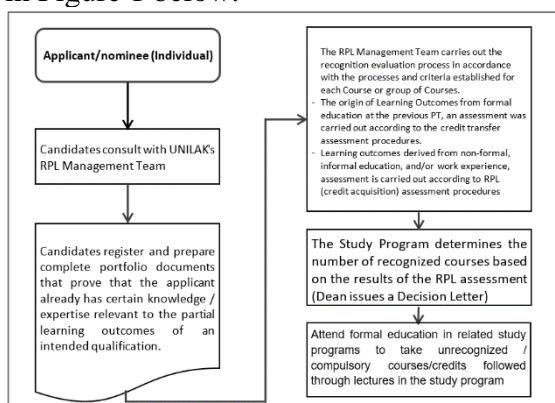 in Figure 1 below:
Applicant/nominee (Individual)
Candidates consult with UNILAK's
RPL Management Team
Candidates register and prepare
complete portfolio documents
that prove that the applicant
already has certain knowledge /
expertise relevant to the partial
learning outcomes of an
intended qualification.
The RPL Management Team carries out the
recognition evaluation process in accordance
with the processes and criteria established for
each Course or group of Courses.
- The origin of Learning Outcomes from formal
education at the previous PT, an assessment was
carried out according to the credit transfer
assessment procedures.
- Learning outcomes derived from non-formal,
informal education, and/or work experience,
assessment is carried out according to RPL
(credit acquisition) assessment procedures
The Study Program determines the
number of recognized courses based
on the results of the RPL assessment
(Dean issues a Decision Letter)
Attend formal education in related study
programs to take unrecognized /
compulsory courses/credits followed
through lectures in the study program